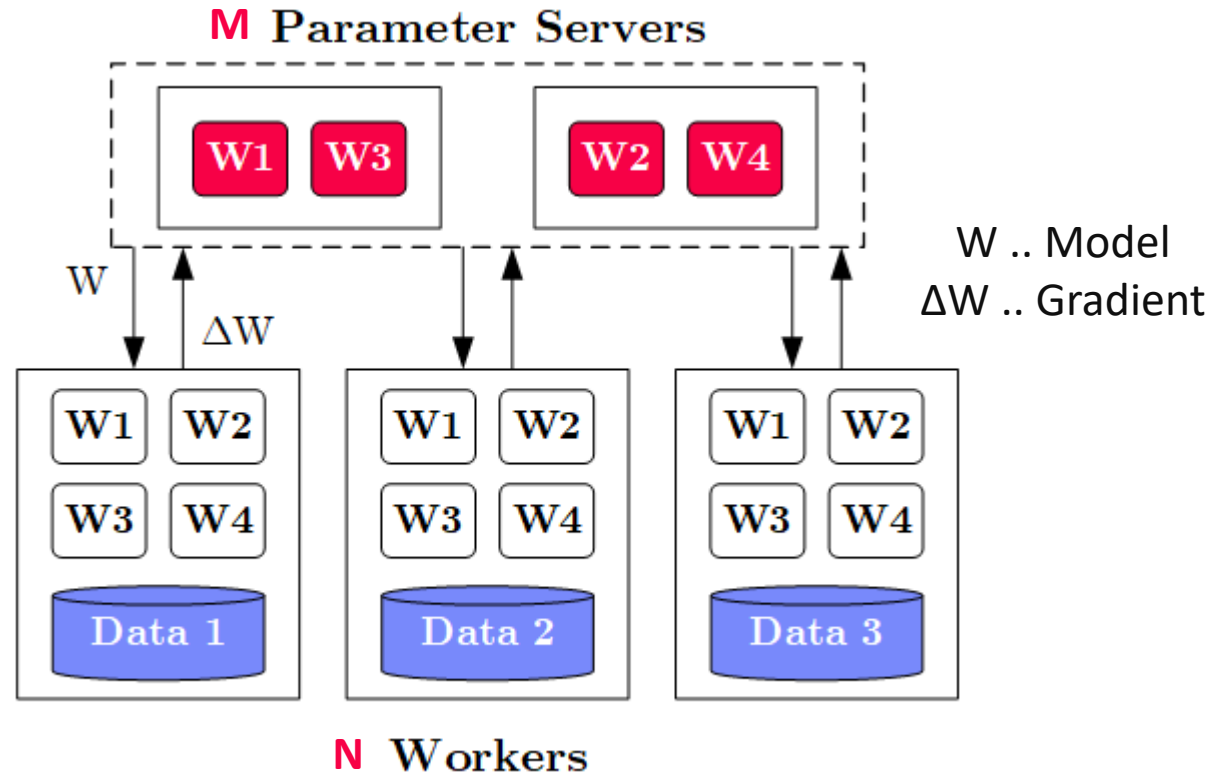 M Parameter Servers
W1 W3 W2 W4
W
ΔW
W .. Model
ΔW .. Gradient
W1 W2 W1 W2 W1 W2
W3 W4 W3 W4 W3 W4
Data 1 Data 2 Data 3
N Workers